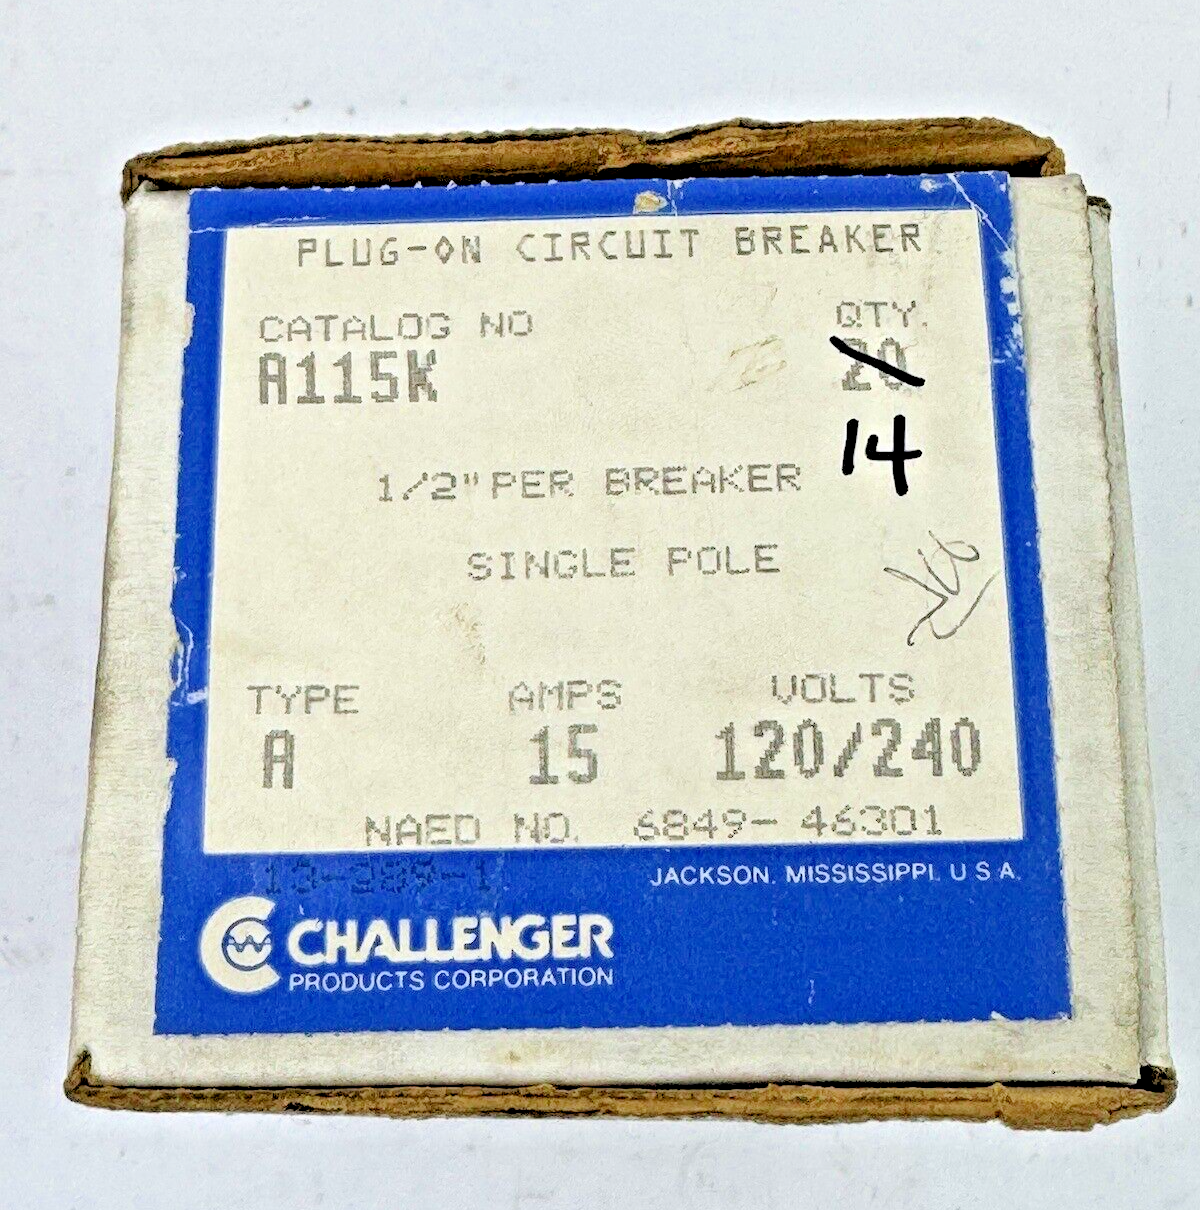 PLUG-ON CIRCUIT BREAKER
CATALOG NO QTY.
A115K 20
14
1/2" PER BREAKER
SINGLE POLE
TYPE AMPS VOLTS
A 15 120/240
NAED NO. 6849-46301
JACKSON, MISSISSIPPI, U S A.
CHALLENGER
PRODUCTS CORPORATION